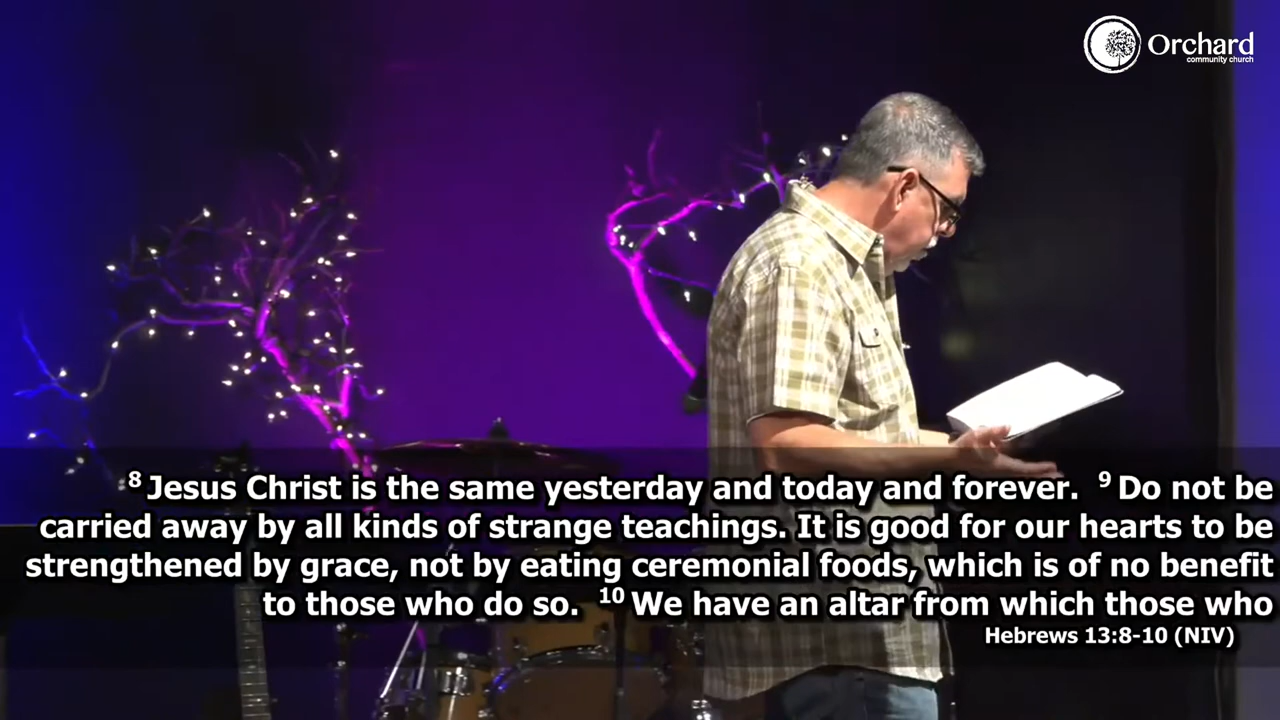 Orchard
community church
⁸ Jesus Christ is the same yesterday and today and forever. ⁹ Do not be
carried away by all kinds of strange teachings. It is good for our hearts to be
strengthened by grace, not by eating ceremonial foods, which is of no benefit
to those who do so. ¹⁰ We have an altar from which those who
Hebrews 13:8-10 (NIV)